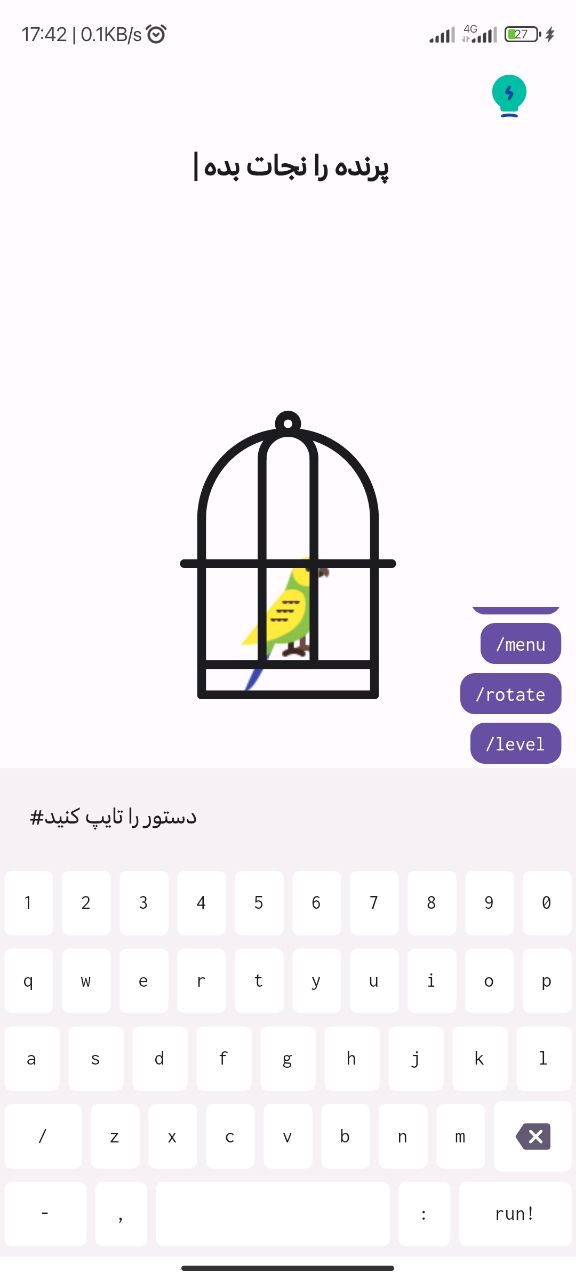 17:42 | 0.1KB/s
4G
27
پرنده را نجات بده |
/menu
/rotate
/level
#دستور را تایپ کنید
1 2 3 4 5 6 7 8 9 0
q w e r t y u i o p
a s d f g h j k l
/ z x c v b n m
- , : run!